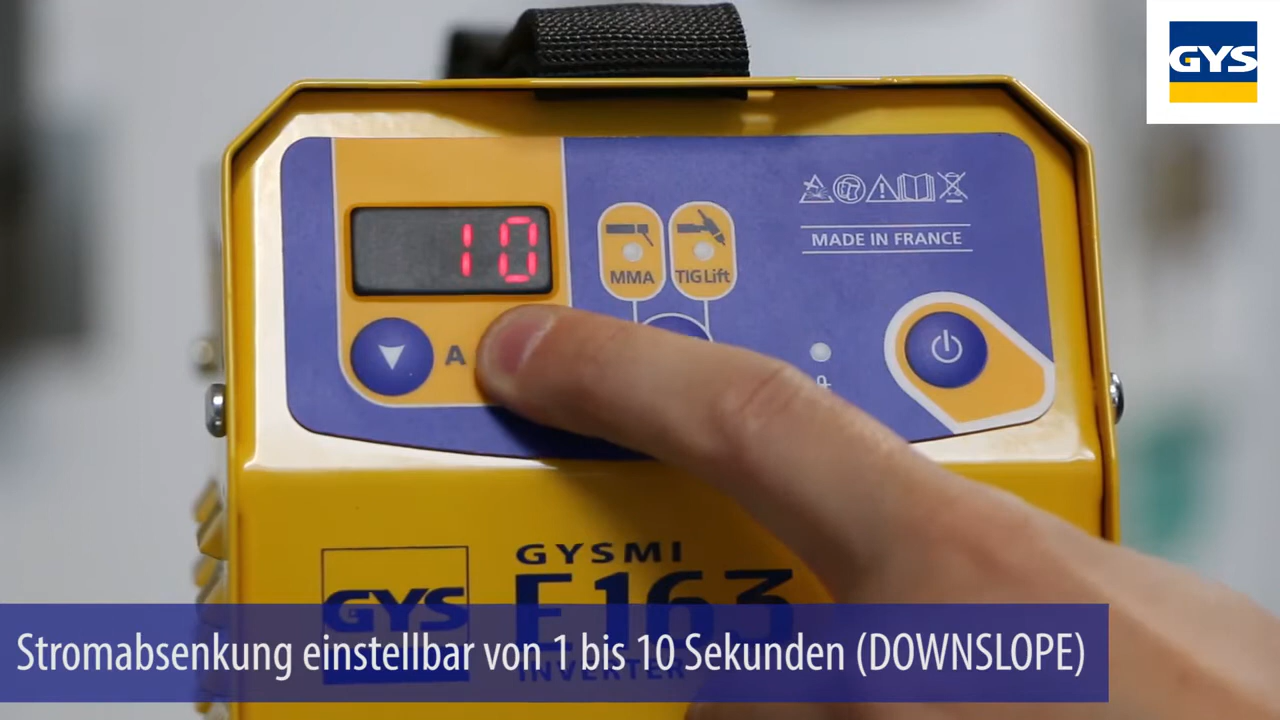 GYS
10
A
MMA
TIG Lift
MADE IN FRANCE
GYSMI
E163
INVERTER
GYS
Stromabsenkung einstellbar von 1 bis 10 Sekunden (DOWNSLOPE)